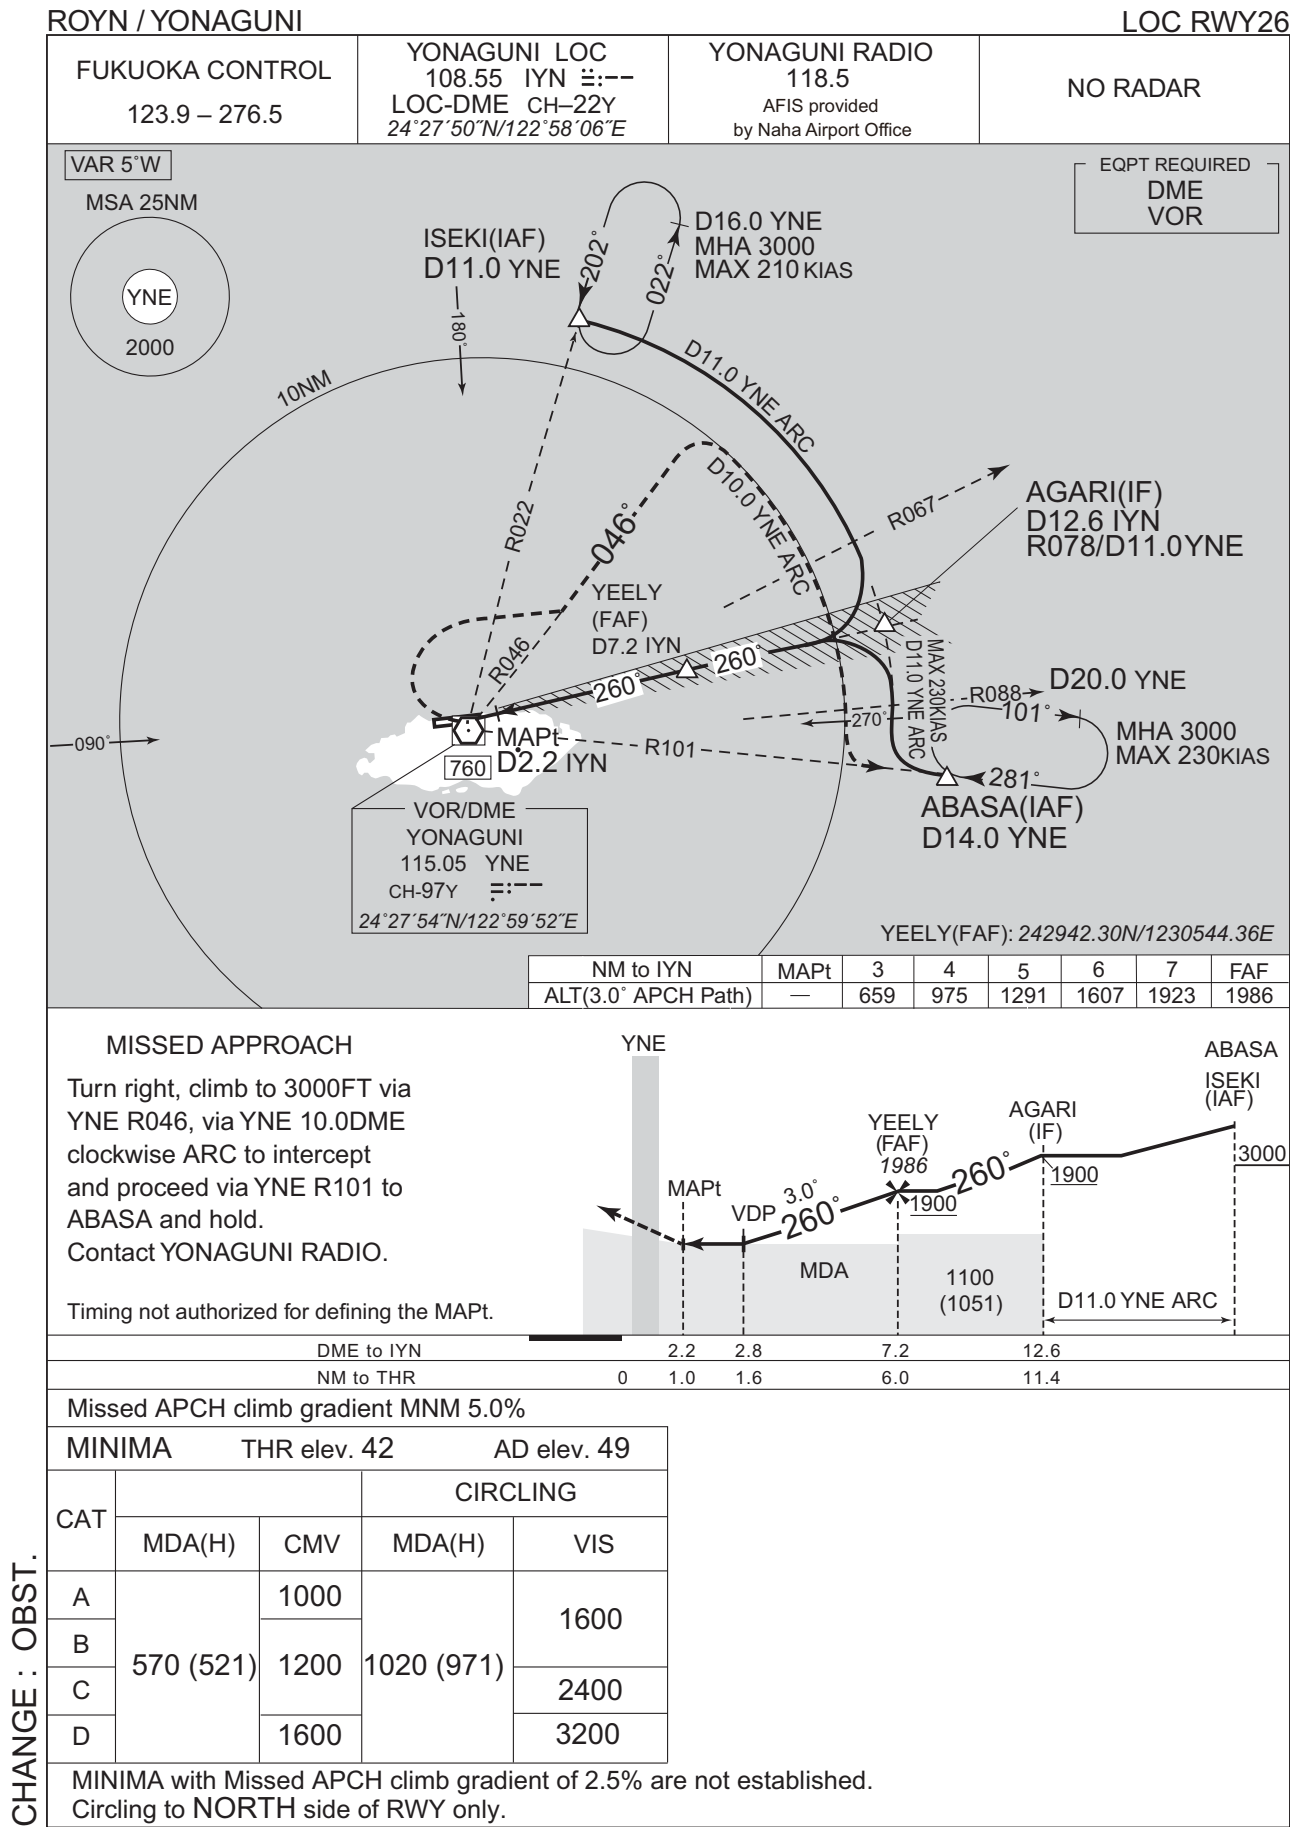 ROYN / YONAGUNI
LOC RWY26
FUKUOKA CONTROL
123.9 – 276.5
YONAGUNI LOC
108.55 IYN
LOC-DME CH–22Y
24˚27´50˝N/122˚58´06˝E
YONAGUNI RADIO
118.5
AFIS provided
by Naha Airport Office
NO RADAR
VAR 5˚W
MSA 25NM
YNE
2000
EQPT REQUIRED
DME
VOR
ISEKI(IAF)
D11.0 YNE
180˚
202˚
022˚
D16.0 YNE
MHA 3000
MAX 210 KIAS
10NM
D11.0 YNE ARC
D10.0 YNE ARC
R022
046˚
R067
AGARI(IF)
D12.6 IYN
R078/D11.0YNE
YEELY
(FAF)
D7.2 IYN
R046
260˚
260˚
MAX 230KIAS
D11.0 YNE ARC
R088
D20.0 YNE
101˚
270˚
MHA 3000
MAX 230KIAS
281˚
090˚
R101
MAPt
D2.2 IYN
760
ABASA(IAF)
D14.0 YNE
VOR/DME
YONAGUNI
115.05 YNE
CH-97Y
24˚27´54˝N/122˚59´52˝E
YEELY(FAF): 242942.30N/1230544.36E
NM to IYN MAPt 3 4 5 6 7 FAF
ALT(3.0˚ APCH Path) — 659 975 1291 1607 1923 1986
MISSED APPROACH
Turn right, climb to 3000FT via
YNE R046, via YNE 10.0DME
clockwise ARC to intercept
and proceed via YNE R101 to
ABASA and hold.
Contact YONAGUNI RADIO.
Timing not authorized for defining the MAPt.
YNE
ABASA
ISEKI
(IAF)
AGARI
(IF)
YEELY
(FAF)
1986
3000
1900
260˚
MAPt
VDP
3.0˚
260˚
1900
MDA
1100
(1051)
D11.0 YNE ARC
DME to IYN 2.2 2.8 7.2 12.6
NM to THR 0 1.0 1.6 6.0 11.4
Missed APCH climb gradient MNM 5.0%
MINIMA THR elev. 42 AD elev. 49
CAT
CIRCLING
MDA(H) CMV MDA(H) VIS
A 1000
1600
B
570 (521) 1200 1020 (971)
C 2400
D 1600 3200
MINIMA with Missed APCH climb gradient of 2.5% are not established.
Circling to NORTH side of RWY only.
CHANGE : OBST.